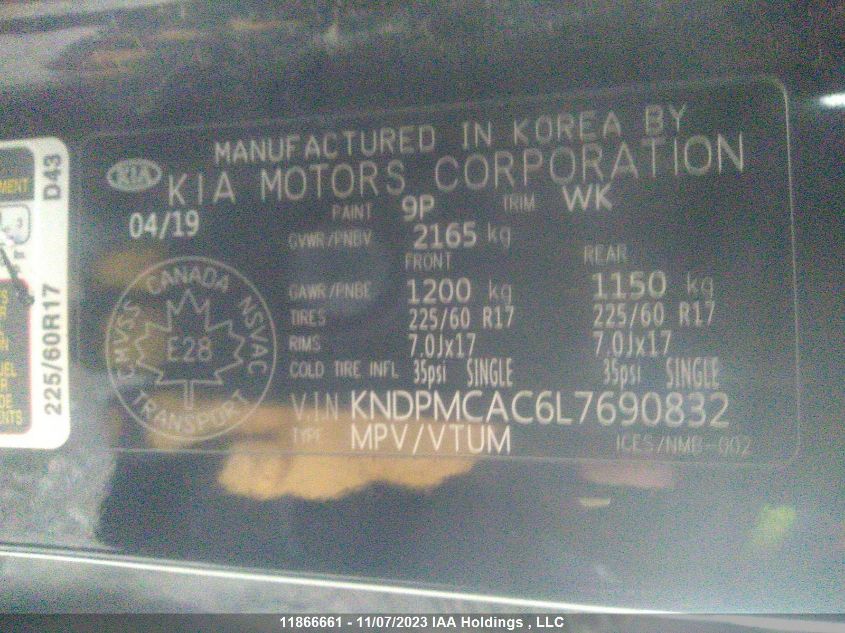 MANUFACTURED IN KOREA BY
KIA KIA MOTORS CORPORATION
04/19 PAINT 9P TRIM WK
GVWR/PNBV 2165 kg
FRONT REAR
GAWR/PNBE 1200 kg 1150 kg
TIRES 225/60 R17 225/60 R17
RIMS 7.0Jx17 7.0Jx17
COLD TIRE INFL 35psi SINGLE 35psi SINGLE
VIN KNDPMCAC6L7690832
TYPE MPV/VTUM ICES/NMB-002
CANADA
CMVSS NSVAC
E28
TRANSPORT
D43
225/60R17
11866661 - 11/07/2023 IAA Holdings , LLC